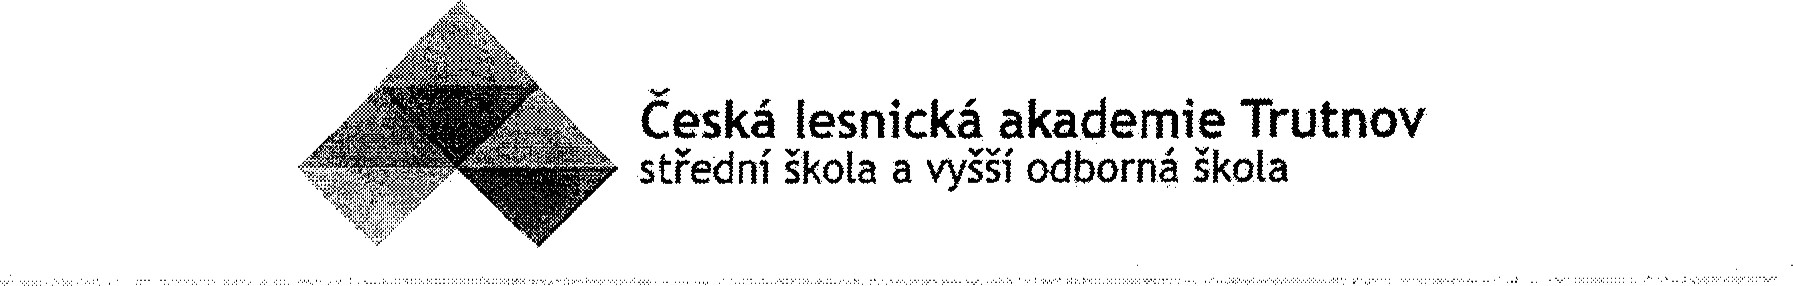 Česká lesnická akademie Trutnov
střední škola a vyšší odborná škola